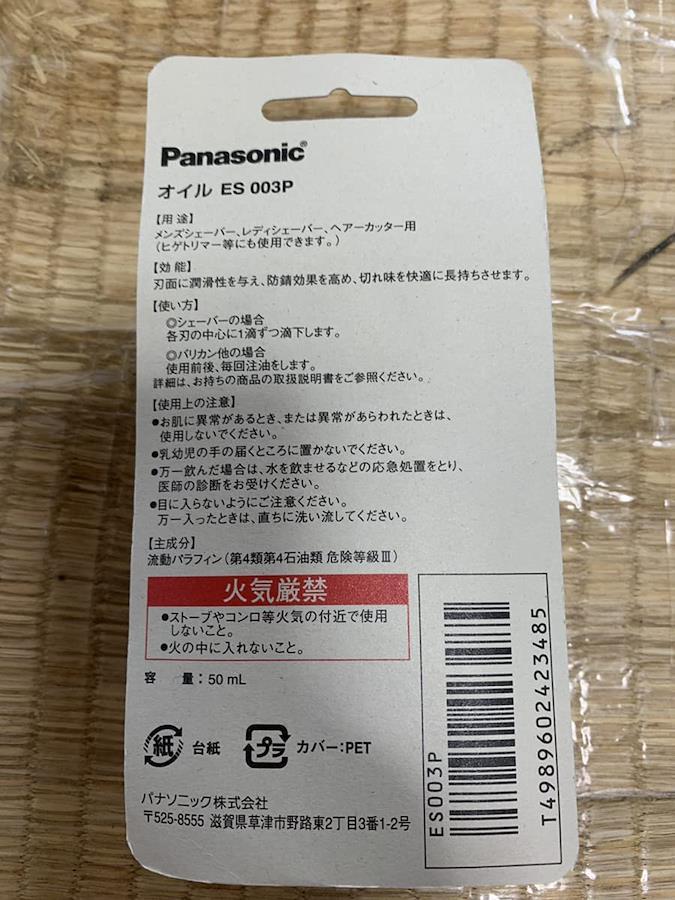 Panasonic®
オイル ES 003P
【用 途】
メンズシェーバー、レディシェーバー、ヘアーカッター用
（ヒゲトリマー等にも使用できます。）
【効 能】
刃面に潤滑性を与え、防錆効果を高め、切れ味を快適に長持ちさせます。
【使い方】
◎シェーバーの場合
各刃の中心に1滴ずつ滴下します。
◎バリカン他の場合
使用前後、毎回注油をします。
詳細は、お持ちの商品の取扱説明書をご参照ください。
【使用上の注意】
●お肌に異常があるとき、または異常があらわれたときは、
使用しないでください。
●乳幼児の手の届くところに置かないでください。
●万一飲んだ場合は、水を飲ませるなどの応急処置をとり、
医師の診断をお受けください。
●目に入らないようにご注意ください。
万一入ったときは、直ちに洗い流してください。
【主成分】
流動パラフィン（第4類第4石油類 危険等級Ⅲ）
火気厳禁
●ストーブやコンロ等火気の付近で使用
しないこと。
●火の中に入れないこと。
容 量：50 mL
紙 台紙
プラ カバー：PET
パナソニック株式会社
〒525-8555 滋賀県草津市野路東2丁目3番1-2号
ES003P
T4989602423485